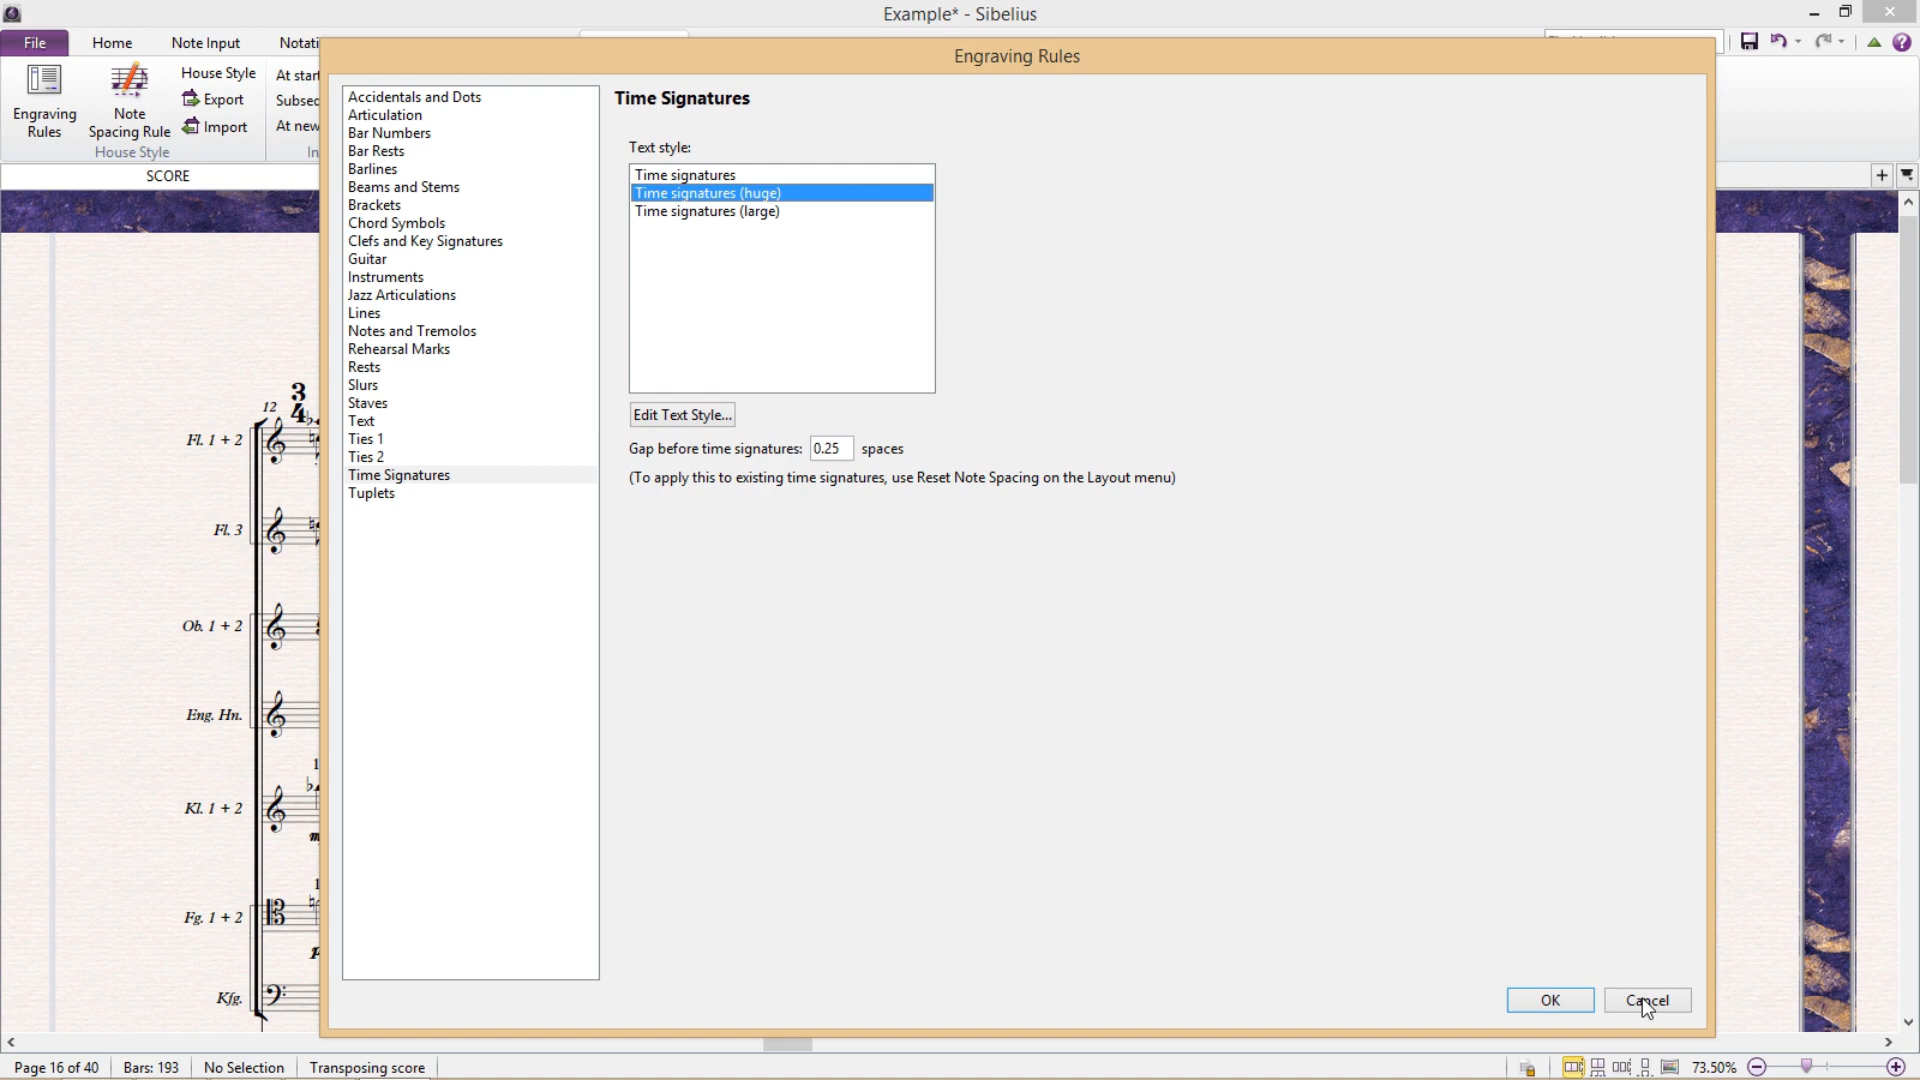 Example* - Sibelius
File Home Note Input
Engraving Rules
Engraving
Rules
Note
Spacing Rule
House Style
Export
Import
House Style
At start
SCORE
Accidentals and Dots
Articulation
Bar Numbers
Bar Rests
Barlines
Beams and Stems
Brackets
Chord Symbols
Clefs and Key Signatures
Guitar
Instruments
Jazz Articulations
Lines
Notes and Tremolos
Rehearsal Marks
Rests
Slurs
Staves
Text
Ties 1
Ties 2
Time Signatures
Tuplets
Time Signatures
Text style:
Time signatures
Time signatures (huge)
Time signatures (large)
Edit Text Style...
Gap before time signatures: 0.25 spaces
(To apply this to existing time signatures, use Reset Note Spacing on the Layout menu)
OK Cancel
12
3
4
Fl. 1 + 2
Fl. 3
Ob. 1 + 2
Eng. Hn.
Kl. 1 + 2
Fg. 1 + 2
Kfg.
Page 16 of 40 Bars: 193 No Selection Transposing score 73.50%